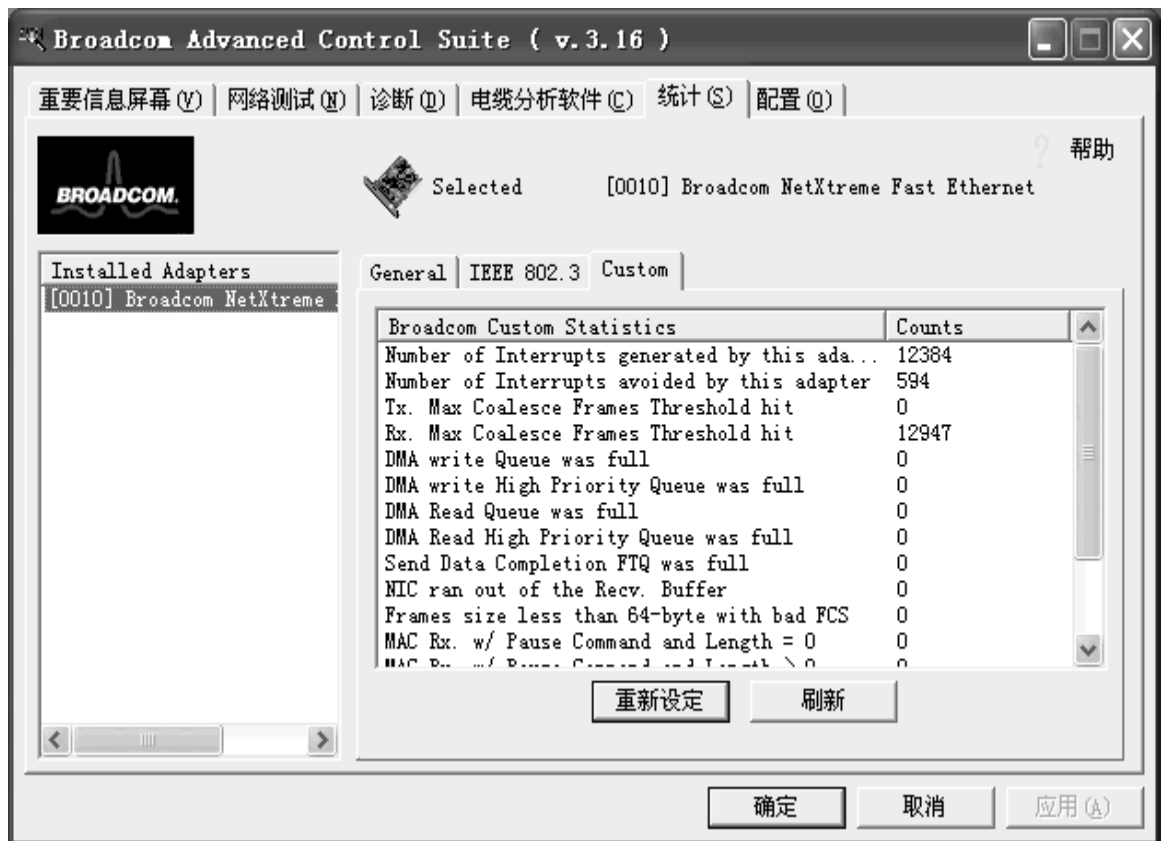 Broadcom Advanced Control Suite ( v.3.16 )
重要信息屏幕(V) 网络测试(N) 诊断(D) 电缆分析软件(C) 统计(S) 配置(O)
帮助
BROADCOM.
Selected [0010] Broadcom NetXtreme Fast Ethernet
Installed Adapters
[0010] Broadcom NetXtreme
General IEEE 802.3 Custom
Broadcom Custom Statistics Counts
Number of Interrupts generated by this ada... 12384
Number of Interrupts avoided by this adapter 594
Tx. Max Coalesce Frames Threshold hit 0
Rx. Max Coalesce Frames Threshold hit 12947
DMA write Queue was full 0
DMA write High Priority Queue was full 0
DMA Read Queue was full 0
DMA Read High Priority Queue was full 0
Send Data Completion FTQ was full 0
NIC ran out of the Recv. Buffer 0
Frames size less than 64-byte with bad FCS 0
MAC Rx. w/ Pause Command and Length = 0 0
MAC Rx. w/ Pause Command and Length > 0 0
重新设定 刷新
确定 取消 应用(A)